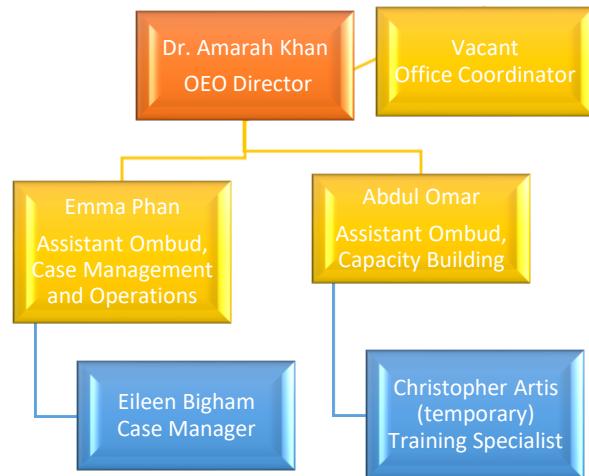 Dr. Amarah Khan
OEO Director
Vacant
Office Coordinator
Emma Phan
Assistant Ombud,
Case Management
and Operations
Abdul Omar
Assistant Ombud,
Capacity Building
Eileen Bigham
Case Manager
Christopher Artis
(temporary)
Training Specialist